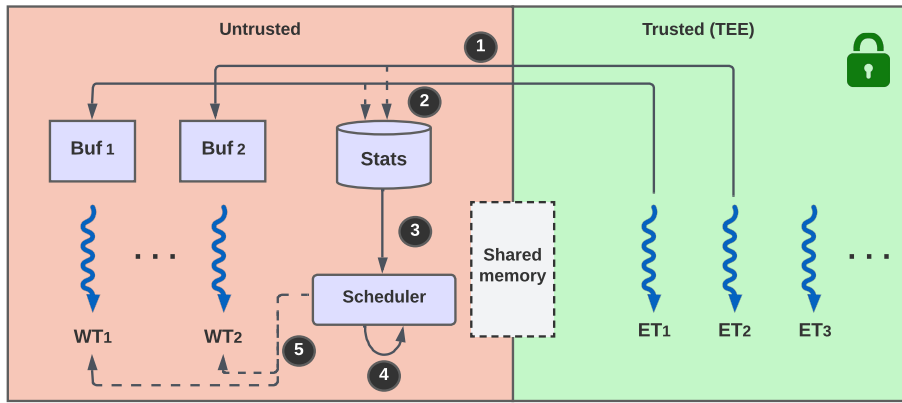 Untrusted
Trusted (TEE)
1
2
Buf 1
Buf 2
Stats
3
. . .
Shared
memory
. . .
Scheduler
WT1
WT2
5
4
ET1
ET2
ET3